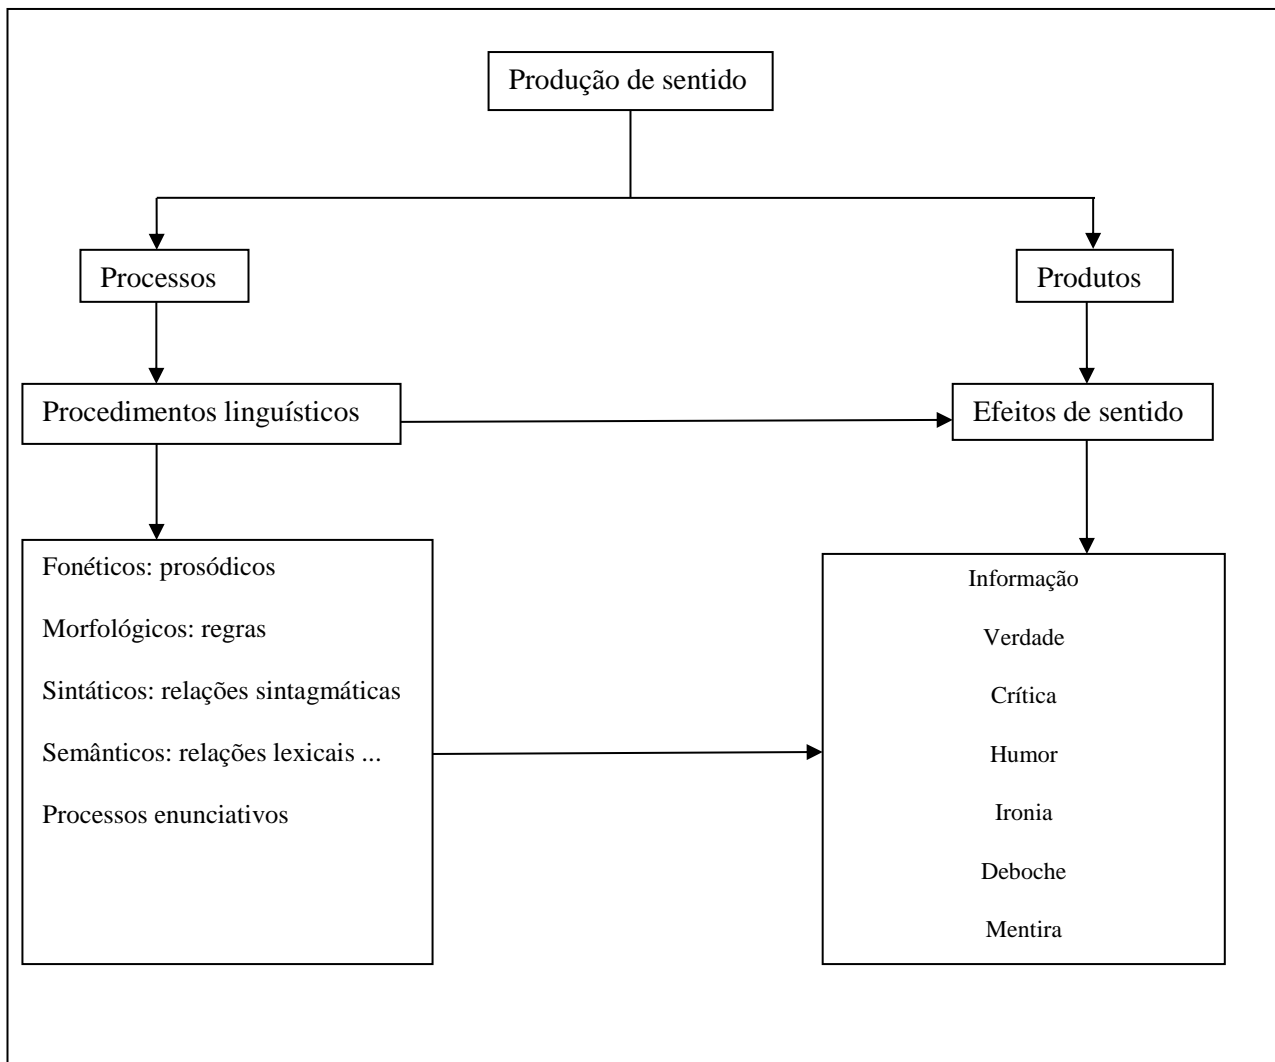 Produção de sentido
Processos
Produtos
Procedimentos linguísticos
Efeitos de sentido
Fonéticos: prosódicos
Morfológicos: regras
Sintáticos: relações sintagmáticas
Semânticos: relações lexicais ...
Processos enunciativos
Informação
Verdade
Crítica
Humor
Ironia
Deboche
Mentira